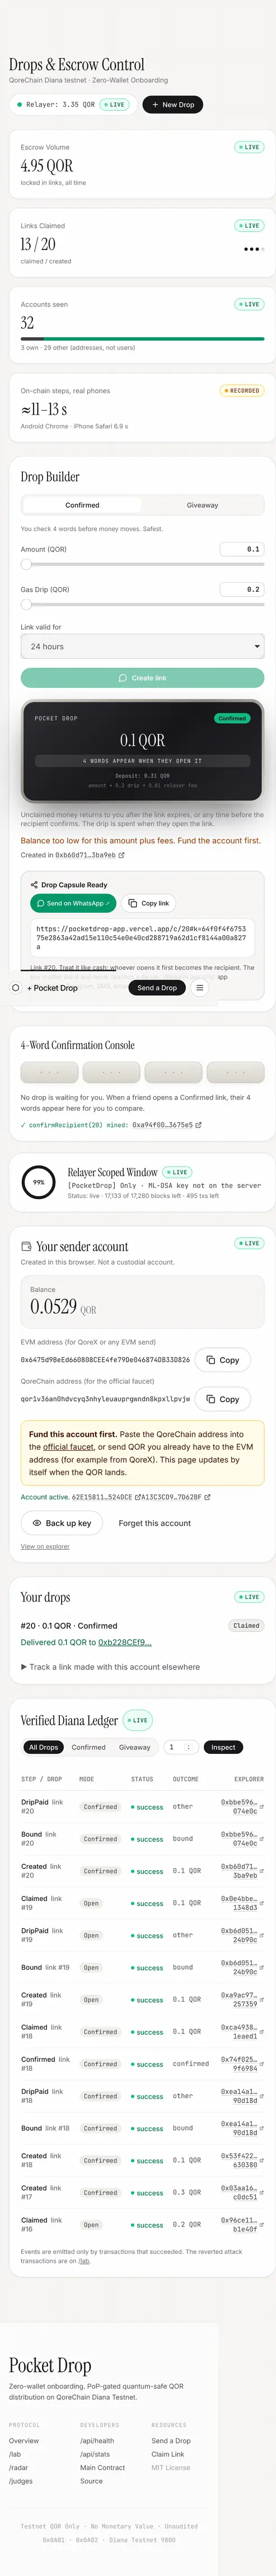 Drops & Escrow Control
QoreChain Diana testnet · Zero-Wallet Onboarding
Relayer: 3.35 QOR
LIVE
+ New Drop
Escrow Volume
LIVE
4.95 QOR
locked in links, all time
Links Claimed
LIVE
13 / 20
claimed / created
Accounts seen
LIVE
32
3 own · 29 other (addresses, not users)
On-chain steps, real phones
RECORDED
≈11–13 s
Android Chrome · iPhone Safari 6.9 s
Drop Builder
Confirmed
Giveaway
You check 4 words before money moves. Safest.
Amount (QOR)
0.1
Gas Drip (QOR)
0.2
Link valid for
24 hours
Create link
POCKET DROP
Confirmed
0.1 QOR
4 WORDS APPEAR WHEN THEY OPEN IT
Deposit: 0.31 QOR
amount + 0.2 drip + 0.01 relayer fee
Unclaimed money returns to you after the link expires, or any time before the
recipient confirms. The drip is spent when they open the link.
Balance too low for this amount plus fees. Fund the account first.
Created in 0xb60d71…3ba9eb
Drop Capsule Ready
Send on WhatsApp
Copy link
https://pocketdrop-app.vercel.app/c/20#k=64f0f4f6753
75e2863a42ad15e110c54e0e40cd288719a62d1cf8144a00a827
a
Link #20. Treat it like cash: whoever opens it first becomes the recipient. The
+ Pocket Drop
Send a Drop
4-Word Confirmation Console
No drop is waiting for you. When a friend opens a Confirmed link, their 4
words appear here for you to compare.
✓ confirmRecipient(20) mined: 0xa94f00…3675e5
99%
Relayer Scoped Window
LIVE
[PocketDrop] Only · ML-DSA key not on the server
Status: live · 17,133 of 17,280 blocks left · 495 txs left
Your sender account
LIVE
Created in this browser. Not a custodial account.
Balance
0.0529 QOR
EVM address (for QoreX or any EVM send)
0x6475d9BeEd660808CEE4fe79De046874DB33D826
Copy
QoreChain address (for the official faucet)
qor1v36an0hdvcyq3nhyleuauprgwndn8kpxllpvjw
Copy
Fund this account first. Paste the QoreChain address into
the official faucet, or send QOR you already have to the EVM
address (for example from QoreX). This page updates by
itself when the QOR lands.
Account active. 62E15811…524DCE A13C3CD9…7D62BF
Back up key
Forget this account
View on explorer
Your drops
LIVE
#20 · 0.1 QOR · Confirmed
Claimed
Delivered 0.1 QOR to 0xb228CEf9…
▶ Track a link made with this account elsewhere
Verified Diana Ledger
LIVE
All Drops
Confirmed
Giveaway
1
Inspect
STEP / DROP MODE STATUS OUTCOME EXPLORER
DripPaid link #20 Confirmed success other 0xbbe596…074e0c
Bound link #20 Confirmed success bound 0xbbe596…074e0c
Created link #20 Confirmed success 0.1 QOR 0xb60d71…3ba9eb
Claimed link #19 Open success 0.1 QOR 0x0e4bbe…1348d3
DripPaid link #19 Open success other 0xb6d051…24b90c
Bound link #19 Open success bound 0xb6d051…24b90c
Created link #19 Open success 0.1 QOR 0xa9ac97…257359
Claimed link #18 Confirmed success 0.1 QOR 0xca4938…1eaed1
Confirmed link #18 Confirmed success confirmed 0x74f025…9f6984
DripPaid link #18 Confirmed success other 0xea14a1…90d18d
Bound link #18 Confirmed success bound 0xea14a1…90d18d
Created link #18 Confirmed success 0.1 QOR 0x53f422…630380
Created link #17 Confirmed success 0.3 QOR 0x03aa16…c0dc51
Claimed link #16 Open success 0.2 QOR 0x96ce11…b1e40f
Events are emitted only by transactions that succeeded. The reverted attack
transactions are on /lab.
Pocket Drop
Zero-wallet onboarding. PoP-gated quantum-safe QOR
distribution on QoreChain Diana Testnet.
PROTOCOL DEVELOPERS RESOURCES
Overview /api/health Send a Drop
/lab /api/stats Claim Link
/radar Main Contract MIT License
/judges Source
Testnet QOR Only · No Monetary Value · Unaudited
0x0A01 · 0x0A02 · Diana Testnet 9800